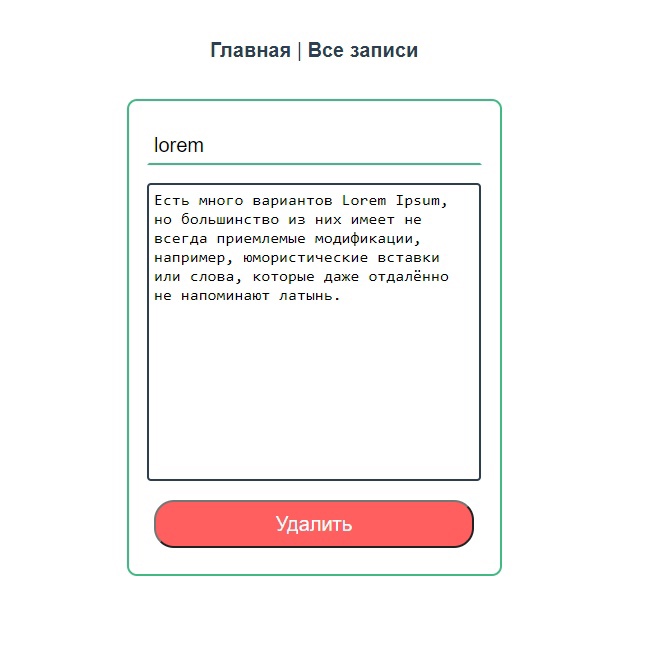 Главная | Все записи
lorem
Есть много вариантов Lorem Ipsum,
но большинство из них имеет не
всегда приемлемые модификации,
например, юмористические вставки
или слова, которые даже отдалённо
не напоминают латынь.
Удалить